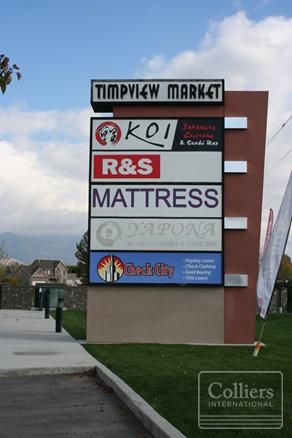 TIMPVIEW MARKET
KOI
Japanese
Cuisine
& Sushi Bar
R&S
MATTRESS
YAPONA
Check City
- Payday Loans
- Check Cashing
- Gold Buying
- Title Loans
Colliers
INTERNATIONAL